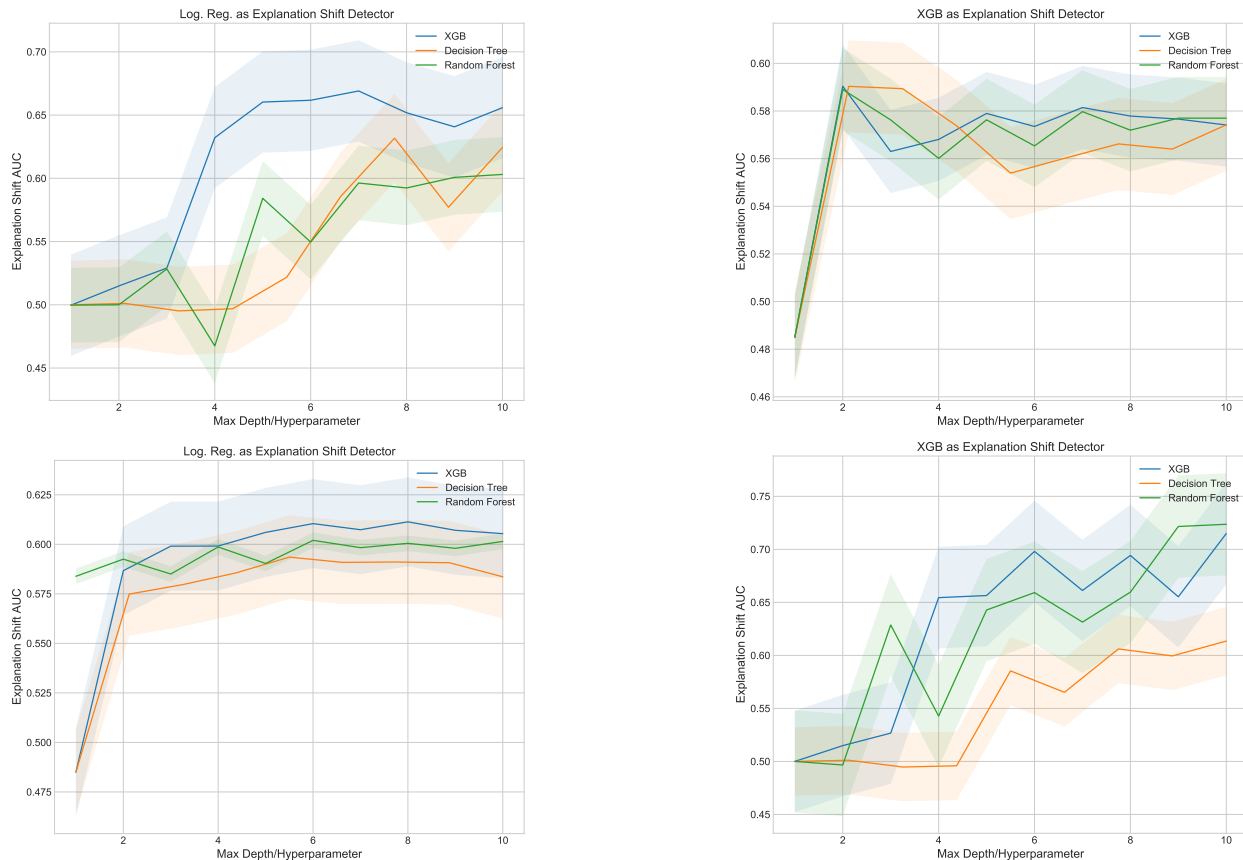 Log. Reg. as Explanation Shift Detector
XGB
Decision Tree
Random Forest
0.70
0.65
0.60
0.55
0.50
0.45
Explanation Shift AUC
2 4 6 8 10
Max Depth/Hyperparameter
XGB as Explanation Shift Detector
XGB
Decision Tree
Random Forest
0.60
0.58
0.56
0.54
0.52
0.50
0.48
0.46
Explanation Shift AUC
2 4 6 8 10
Max Depth/Hyperparameter
Log. Reg. as Explanation Shift Detector
XGB
Decision Tree
Random Forest
0.625
0.600
0.575
0.550
0.525
0.500
0.475
Explanation Shift AUC
2 4 6 8 10
Max Depth/Hyperparameter
XGB as Explanation Shift Detector
XGB
Decision Tree
Random Forest
0.75
0.70
0.65
0.60
0.55
0.50
0.45
Explanation Shift AUC
2 4 6 8 10
Max Depth/Hyperparameter